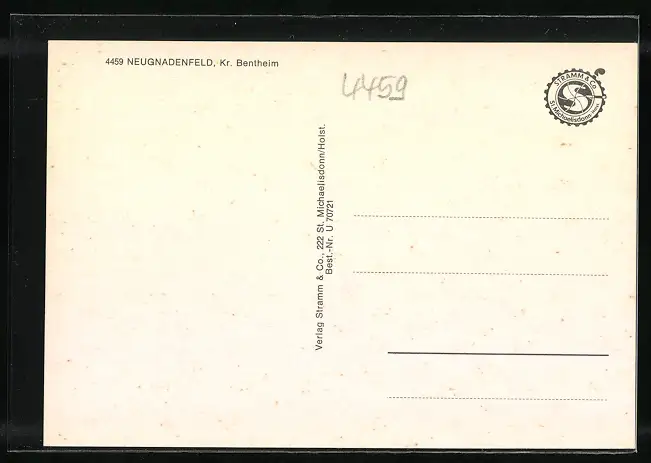 4459 NEUGNADENFELD, Kr. Bentheim
4459
STRAMM & Co
St. Michaelisdonn
Verlag Stramm & Co., 222 St. Michaelisdonn/Holst.
Best.-Nr. U 70721